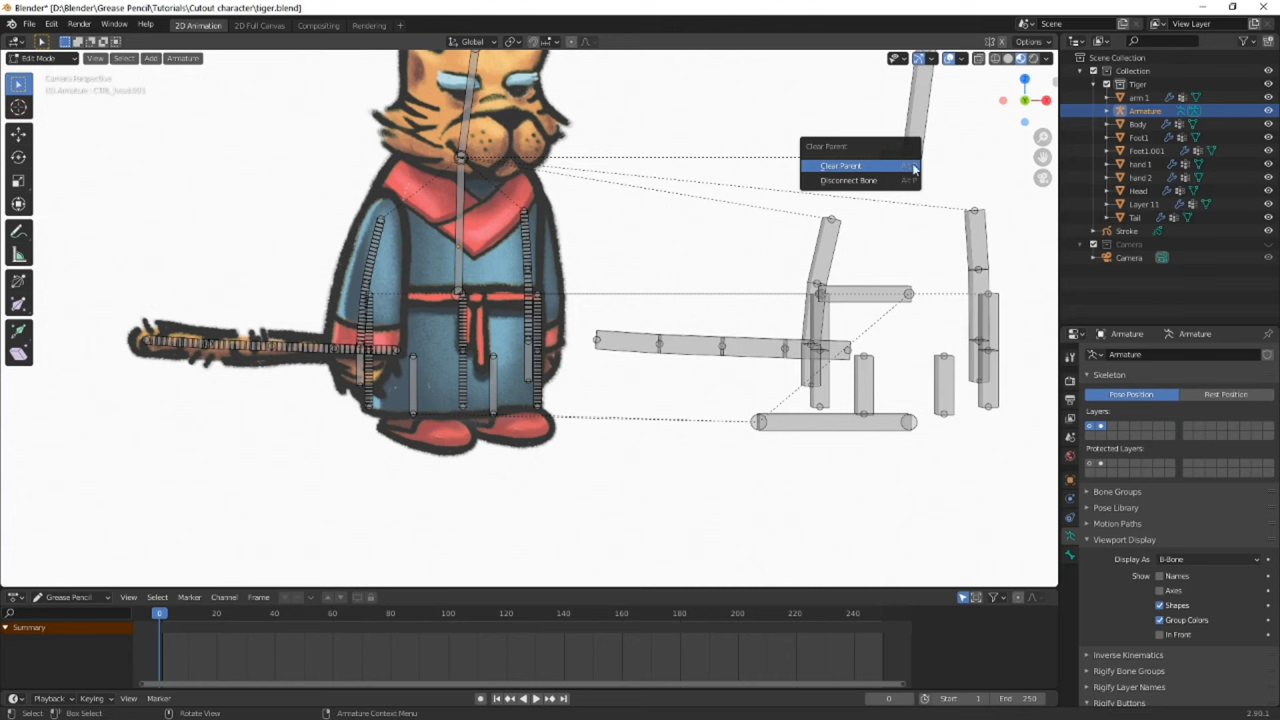 Blender* [D:\Blender\Grease Pencil\Tutorials\Cutout character\tiger.blend]
File Edit Render Window Help 2D Animation 2D Full Canvas Compositing Rendering + Scene View Layer
Global Options
Edit Mode View Select Add Armature
Camera Perspective
Scene Collection
Collection
Tiger
arm 1
Armature
Body
Foot1
Foot1.001
hand 1
hand 2
Head
Layer 11
Tail
Stroke
Camera
Camera
Clear Parent
Clear Parent
Disconnect Bone Alt P
Armature Armature
Armature
Skeleton
Pose Position Rest Position
Layers:
Protected Layers:
Bone Groups
Pose Library
Motion Paths
Viewport Display
Display As B-Bone
Show Names
Axes
Shapes
Group Colors
In Front
Inverse Kinematics
Rigify Bone Groups
Rigify Layer Names
Rigify Buttons
Grease Pencil View Select Marker Channel Frame
0 20 40 60 80 100 120 140 160 180 200 220 240
Summary
Playback Keying View Marker 0 Start 1 End 250
Select Box Select Rotate View Armature Context Menu 2.90.1